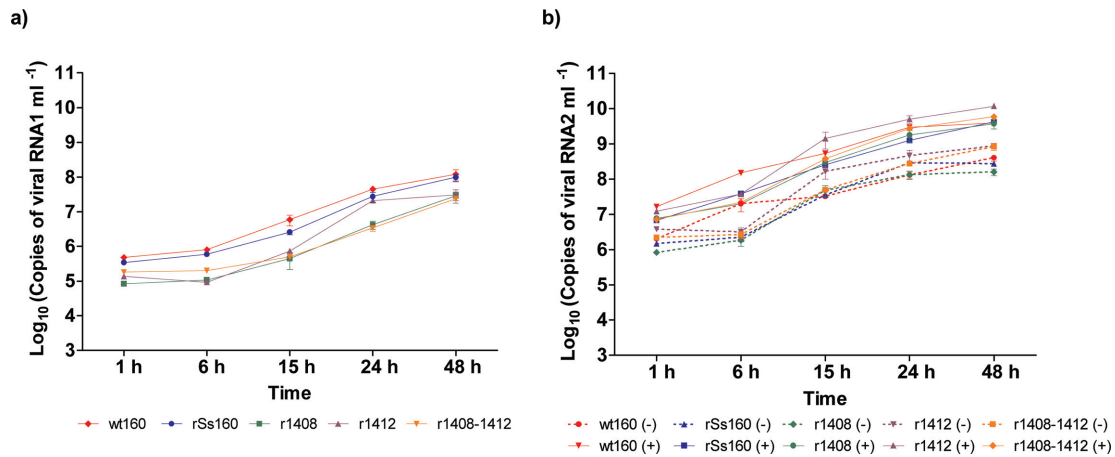 a)
Log10 (Copies of viral RNA1 ml -1)
11
10
9
8
7
6
5
4
3
1 h 6 h 15 h 24 h 48 h
Time
wt160 rSs160 r1408 r1412 r1408-1412
b)
Log10 (Copies of viral RNA2 ml -1)
11
10
9
8
7
6
5
4
3
1 h 6 h 15 h 24 h 48 h
Time
wt160 (-) rSs160 (-) r1408 (-) r1412 (-) r1408-1412 (-)
wt160 (+) rSs160 (+) r1408 (+) r1412 (+) r1408-1412 (+)